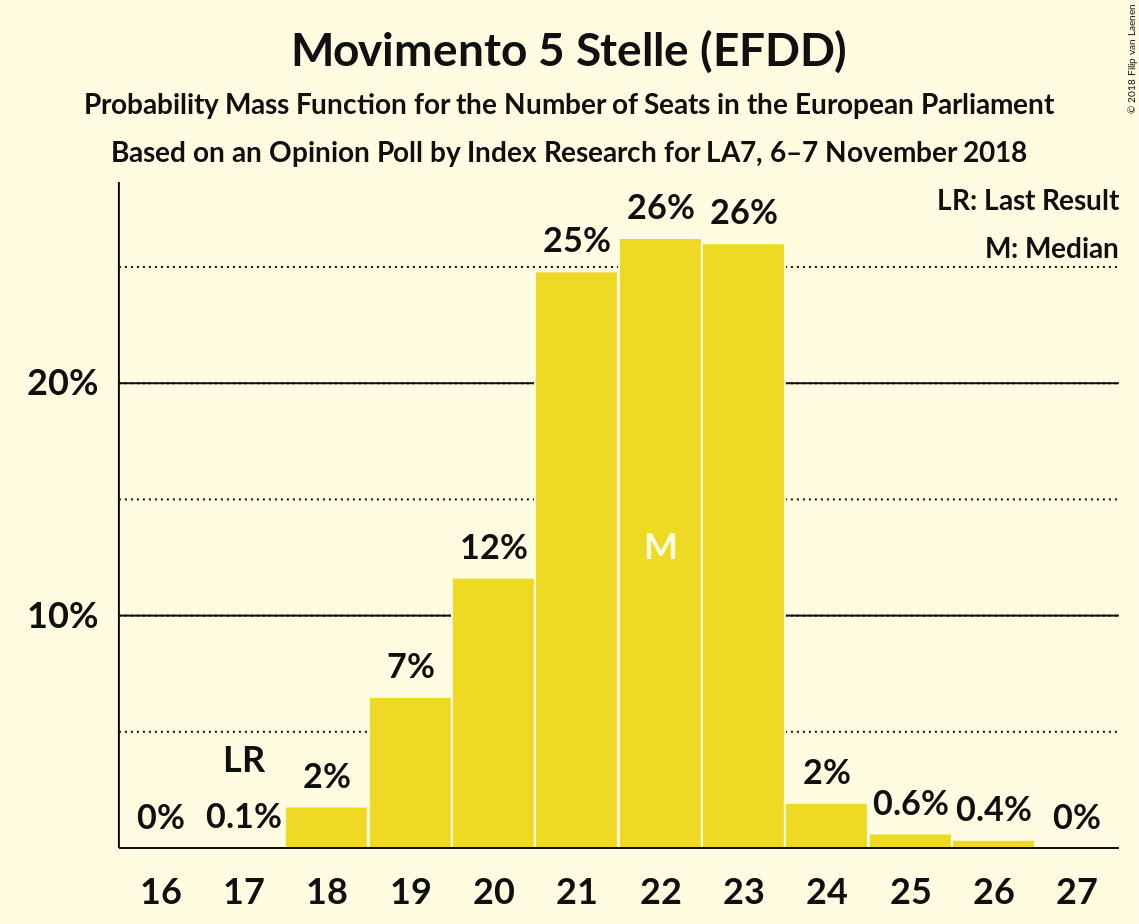 Movimento 5 Stelle (EFDD)
Probability Mass Function for the Number of Seats in the European Parliament
Based on an Opinion Poll by Index Research for LA7, 6–7 November 2018
© 2018 Filip van Laenen
LR: Last Result
M: Median
26% 26%
25%
20%
M
12%
10%
7%
LR
2% 2%
0% 0.1% 0.6% 0.4% 0%
16 17 18 19 20 21 22 23 24 25 26 27